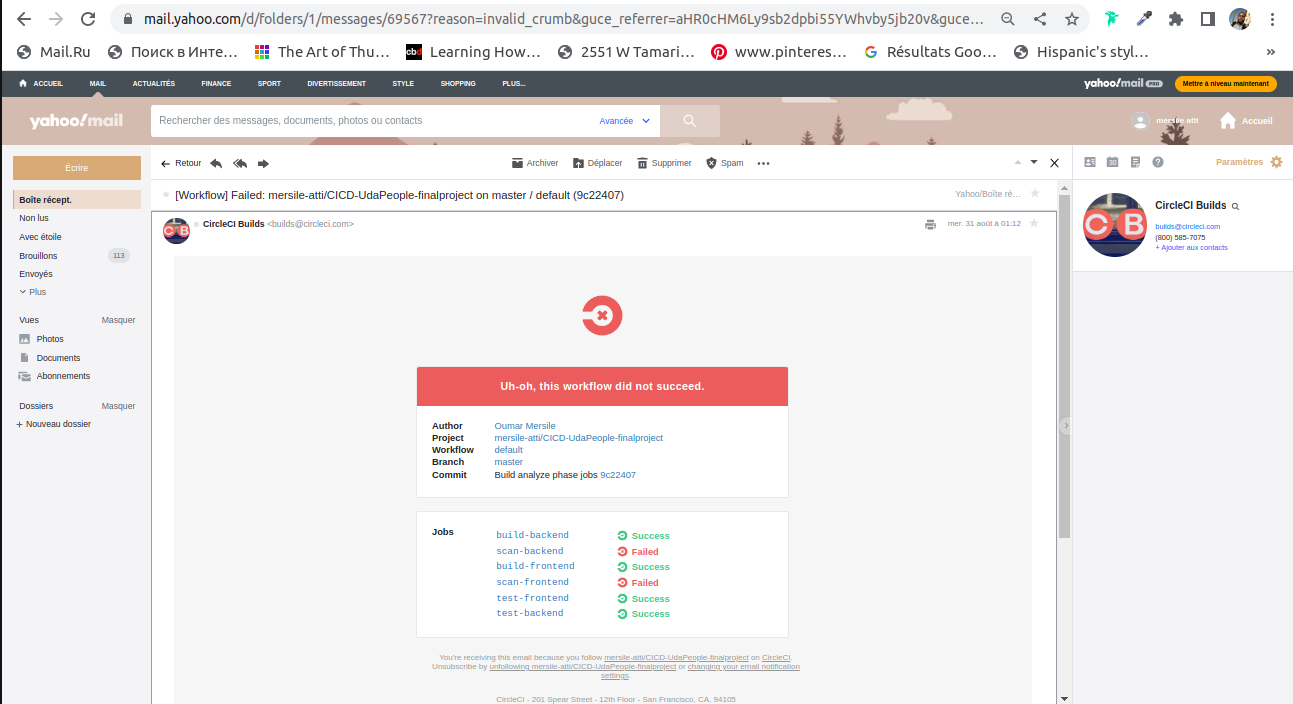 mail.yahoo.com/d/folders/1/messages/69567?reason=invalid_crumb&guce_referrer=aHR0cHM6Ly9sb2dpbi55YWhvby5jb20v&guce...
Mail.Ru Поиск в Инте... The Art of Thu... cbd Learning How... 2551 W Tamari... www.pinteres... Résultats Goo... Hispanic's styl... »
ACCUEIL MAIL ACTUALITÉS FINANCE SPORT DIVERTISSEMENT STYLE SHOPPING PLUS... yahoo!mail PRO Mettre à niveau maintenant
yahoo!mail Rechercher des messages, documents, photos ou contacts Avancée mersile atti Accueil
Écrire Retour Archiver Déplacer Supprimer Spam ••• 30 Paramètres
Boîte récept. [Workflow] Failed: mersile-atti/CICD-UdaPeople-finalproject on master / default (9c22407) Yahoo/Boîte ré...
Non lus
Avec étoile
Brouillons 113
Envoyés
Plus
Vues Masquer
Photos
Documents
Abonnements
Dossiers Masquer
+ Nouveau dossier
CB CircleCI Builds <builds@circleci.com> mer. 31 août à 01:12
Uh-oh, this workflow did not succeed.
Author Oumar Mersile
Project mersile-atti/CICD-UdaPeople-finalproject
Workflow default
Branch master
Commit Build analyze phase jobs 9c22407
Jobs build-backend Success
scan-backend Failed
build-frontend Success
scan-frontend Failed
test-frontend Success
test-backend Success
You're receiving this email because you follow mersile-atti/CICD-UdaPeople-finalproject on CircleCI.
Unsubscribe by unfollowing mersile-atti/CICD-UdaPeople-finalproject or changing your email notification
settings.
CircleCI - 201 Spear Street - 12th Floor - San Francisco, CA, 94105
CB CircleCI Builds
builds@circleci.com
(800) 585-7075
+ Ajouter aux contacts